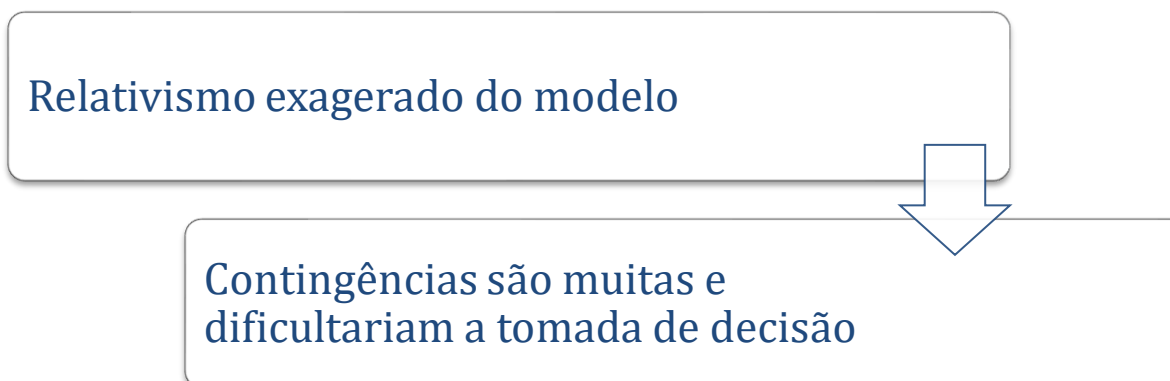 Relativismo exagerado do modelo
Contingências são muitas e
dificultariam a tomada de decisão